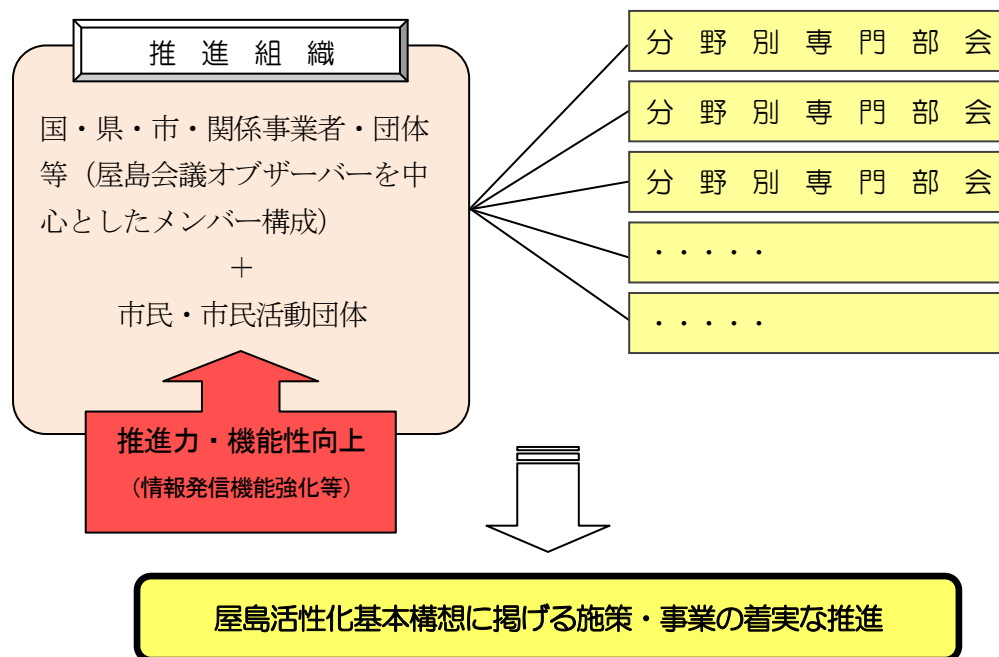 推進組織
国・県・市・関係事業者・団体
等（屋島会議オブザーバーを中
心としたメンバー構成）
＋
市民・市民活動団体
推進力・機能性向上
（情報発信機能強化等）
分野別専門部会
分野別専門部会
分野別専門部会
・・・・・
・・・・・
屋島活性化基本構想に掲げる施策・事業の着実な推進